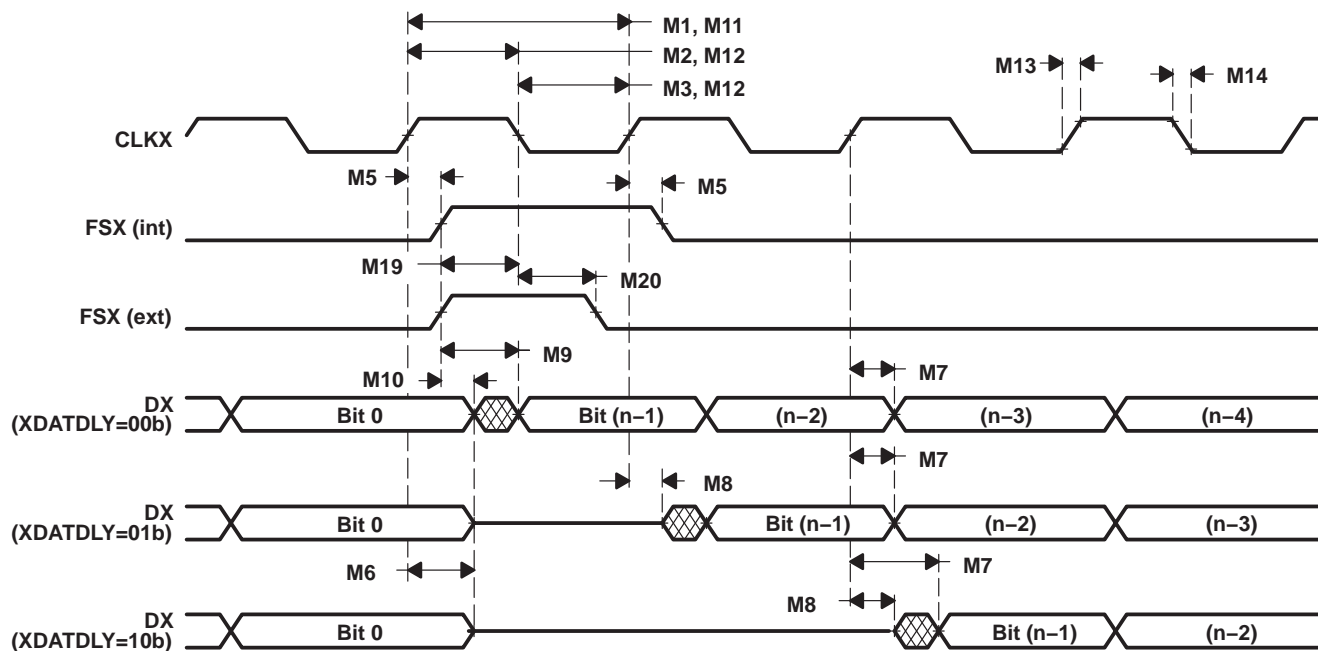 M1, M11
M2, M12
M3, M12
M13
M14
CLKX
M5
M5
FSX (int)
M19
M20
FSX (ext)
M9
M10
M7
DX
(XDATDLY=00b)
Bit 0
Bit (n–1)
(n–2)
(n–3)
(n–4)
M7
M8
DX
(XDATDLY=01b)
Bit 0
Bit (n–1)
(n–2)
(n–3)
M6
M7
M8
DX
(XDATDLY=10b)
Bit 0
Bit (n–1)
(n–2)